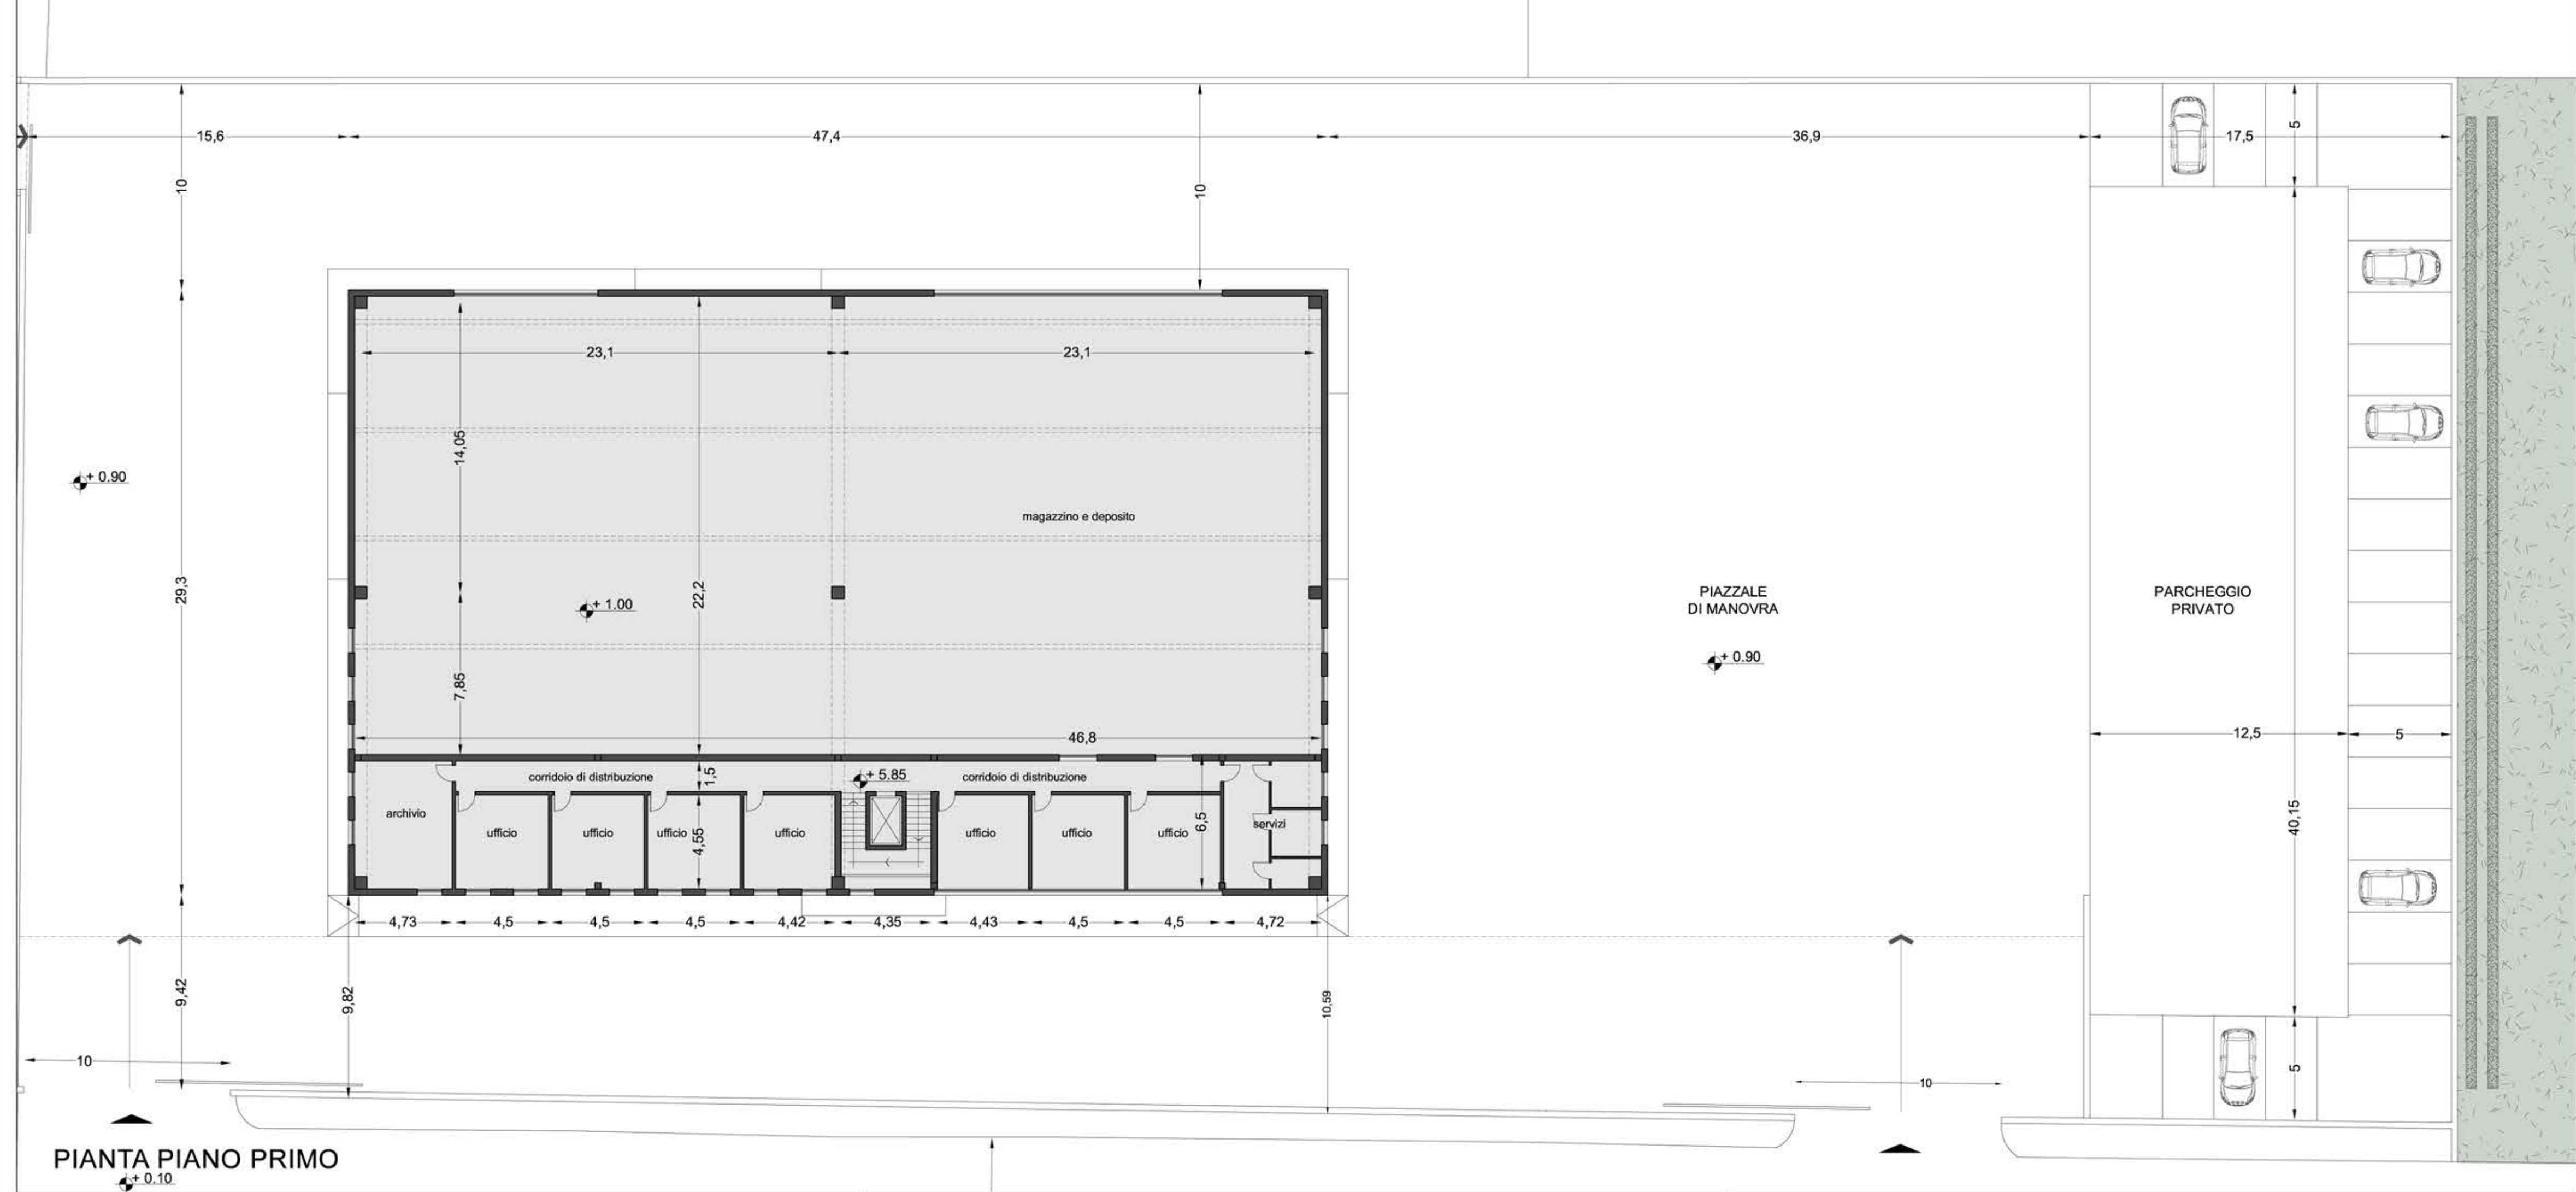 15,6
47,4
36,9
17,5
5
10
10
23,1
23,1
14,05
+ 0.90
magazzino e deposito
29,3
22,2
+ 1.00
PIAZZALE
DI MANOVRA
+ 0.90
PARCHEGGIO
PRIVATO
7,85
46,8
12,5
5
corridoio di distribuzione
1,5
+ 5.85
corridoio di distribuzione
archivio
ufficio
ufficio
ufficio
4,55
ufficio
ufficio
ufficio
ufficio
6,5
servizi
40,15
4,73
4,5
4,5
4,5
4,42
4,35
4,43
4,5
4,5
4,72
9,42
9,82
10,59
10
10
5
PIANTA PIANO PRIMO
+ 0.10